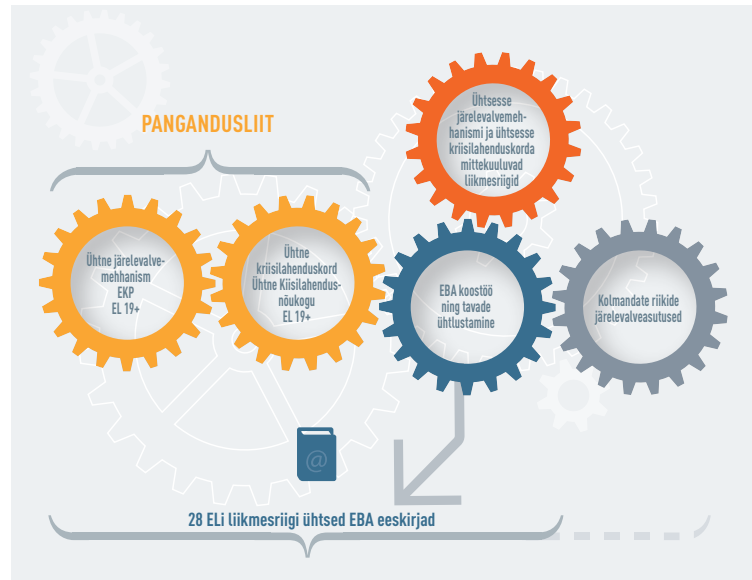 PANGANDUSLIIT
Ühtne järelevalve-
mehhanism
EKP
EL 19+
Ühtne
kriisilahenduskord
Ühtne Kiisilahendus-
nõukogu
EL 19+
Ühtsesse
järelevalvemeh-
hanismi ja ühtsesse
kriisilahenduskorda
mittekuuluvad
liikmesriigid
EBA koostöö
ning tavade
ühtlustamine
Kolmandate riikide
järelevalveasutused
@
28 ELi liikmesriigi ühtsed EBA eeskirjad